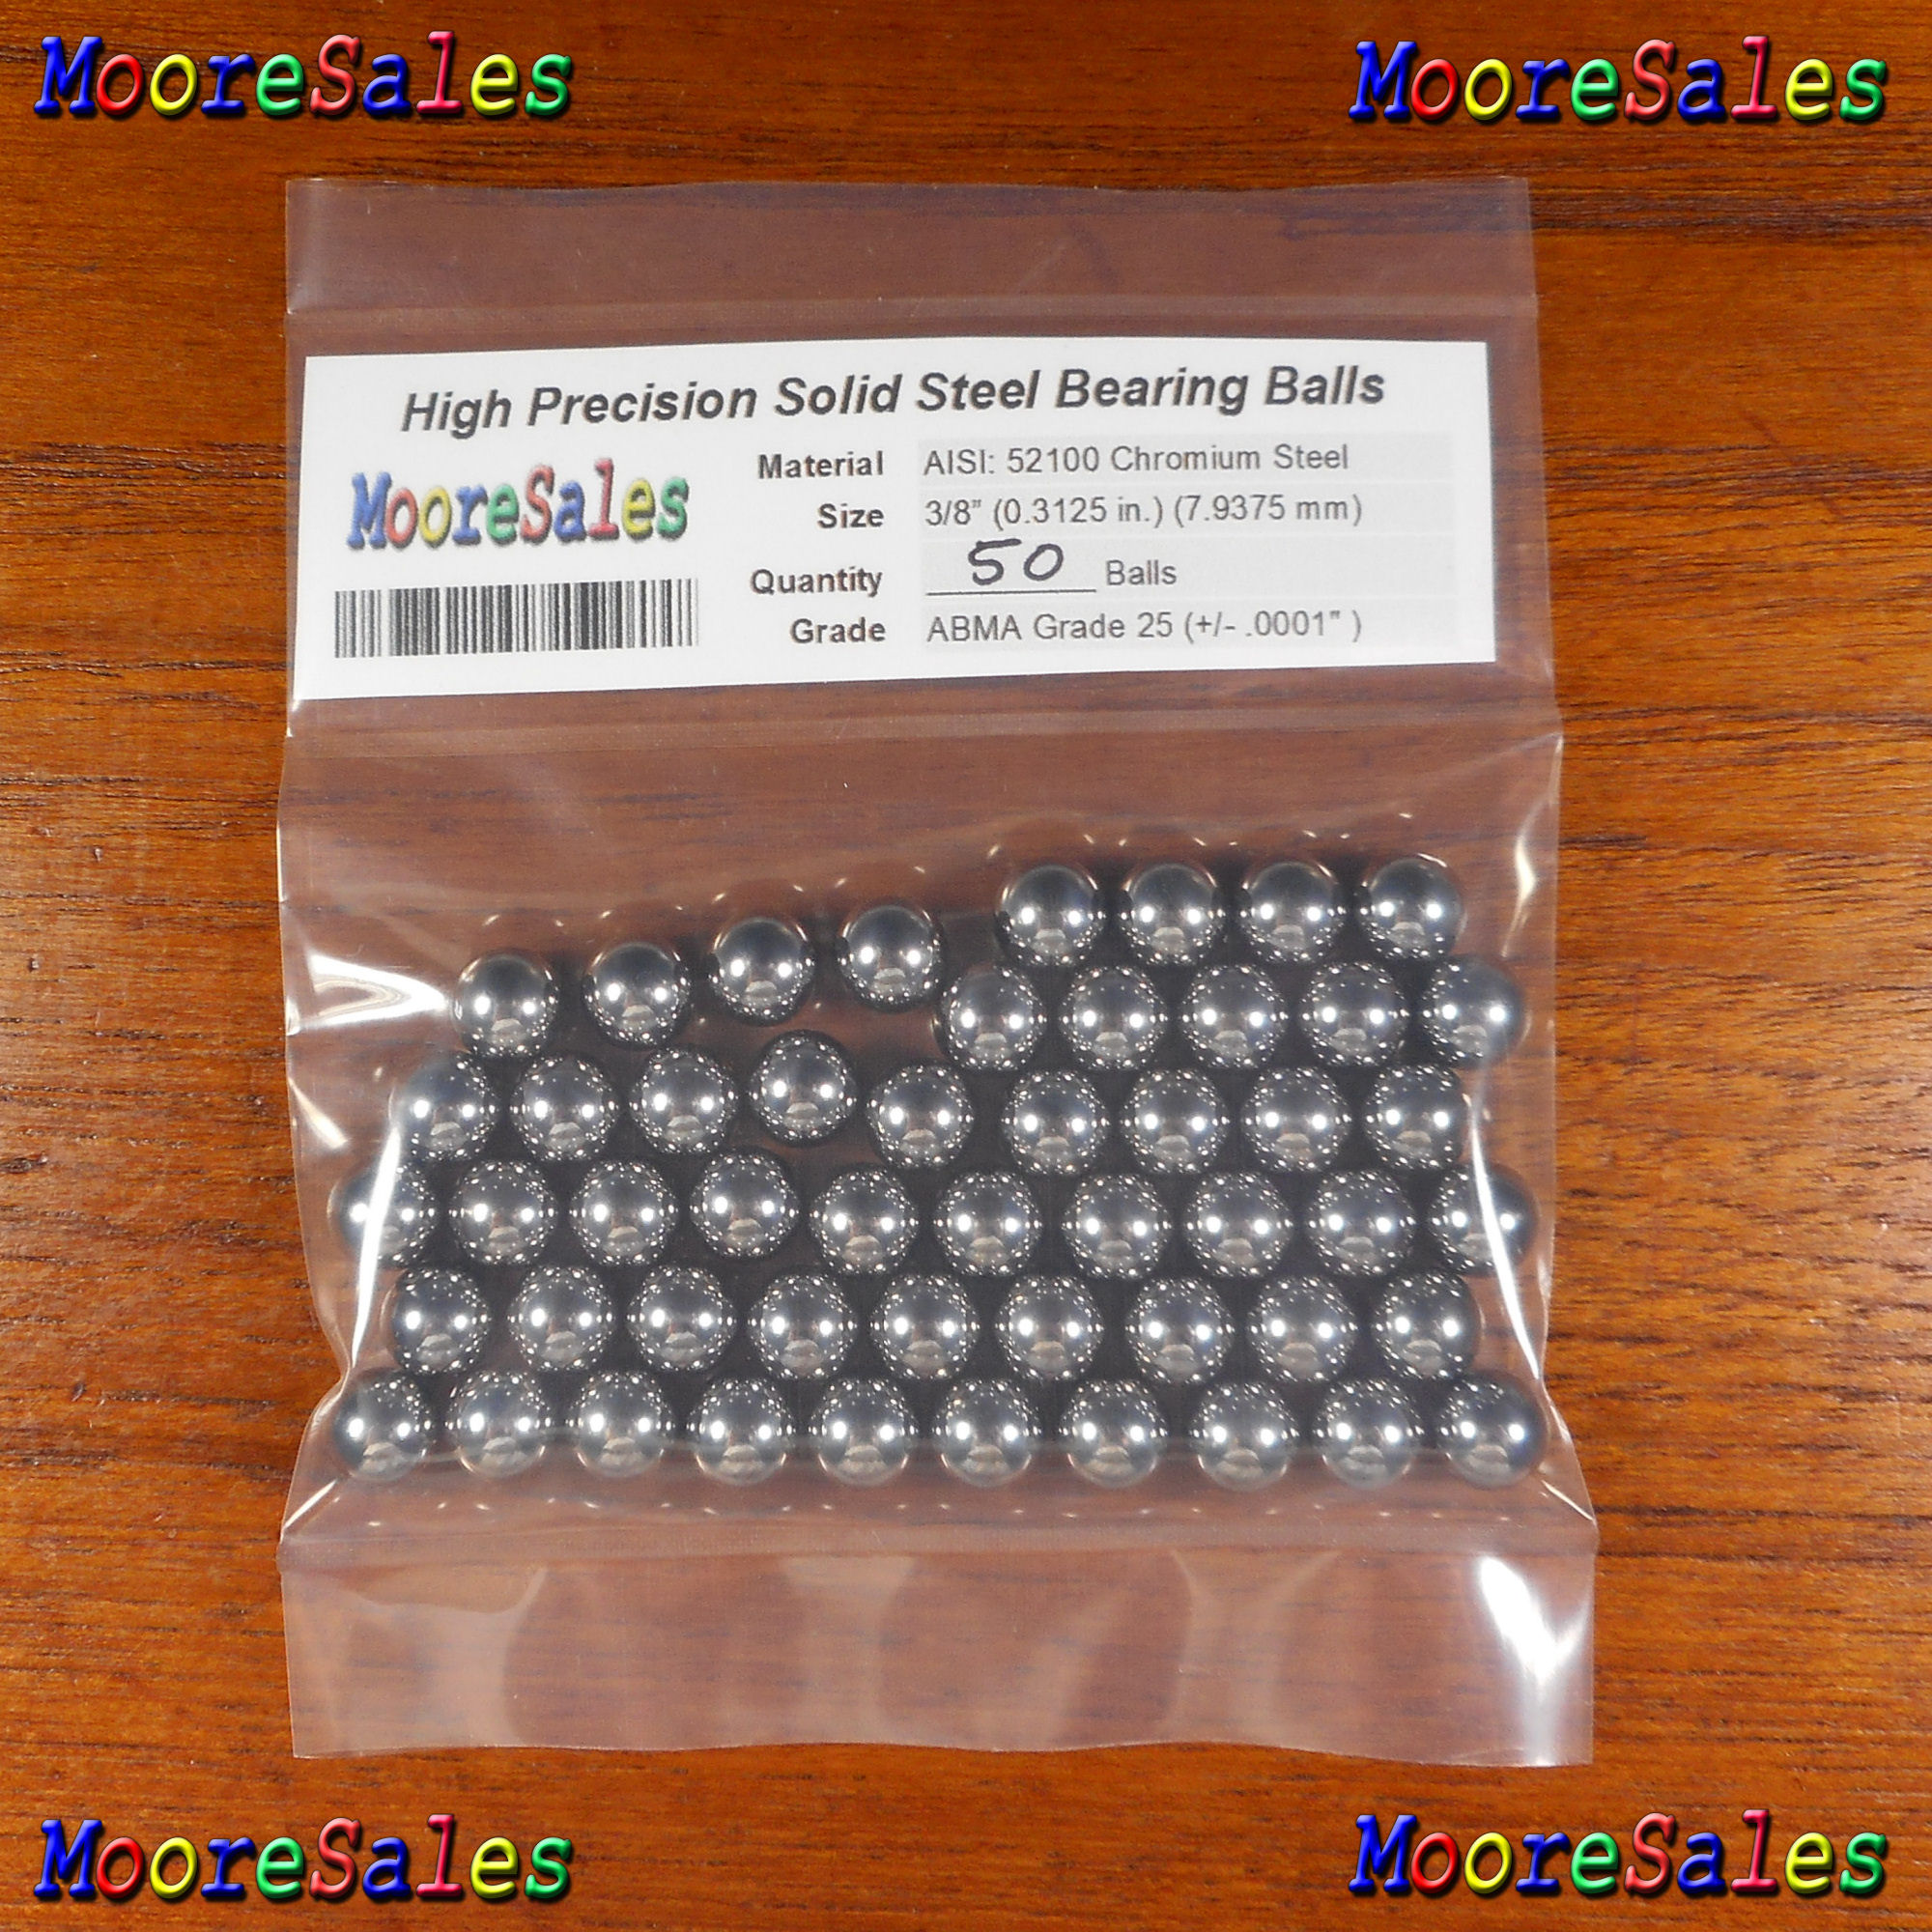 MooreSales MooreSales
High Precision Solid Steel Bearing Balls
MooreSales
Material AISI: 52100 Chromium Steel
Size 3/8" (0.3125 in.) (7.9375 mm)
Quantity 50 Balls
Grade ABMA Grade 25 (+/- .0001" )
MooreSales MooreSales